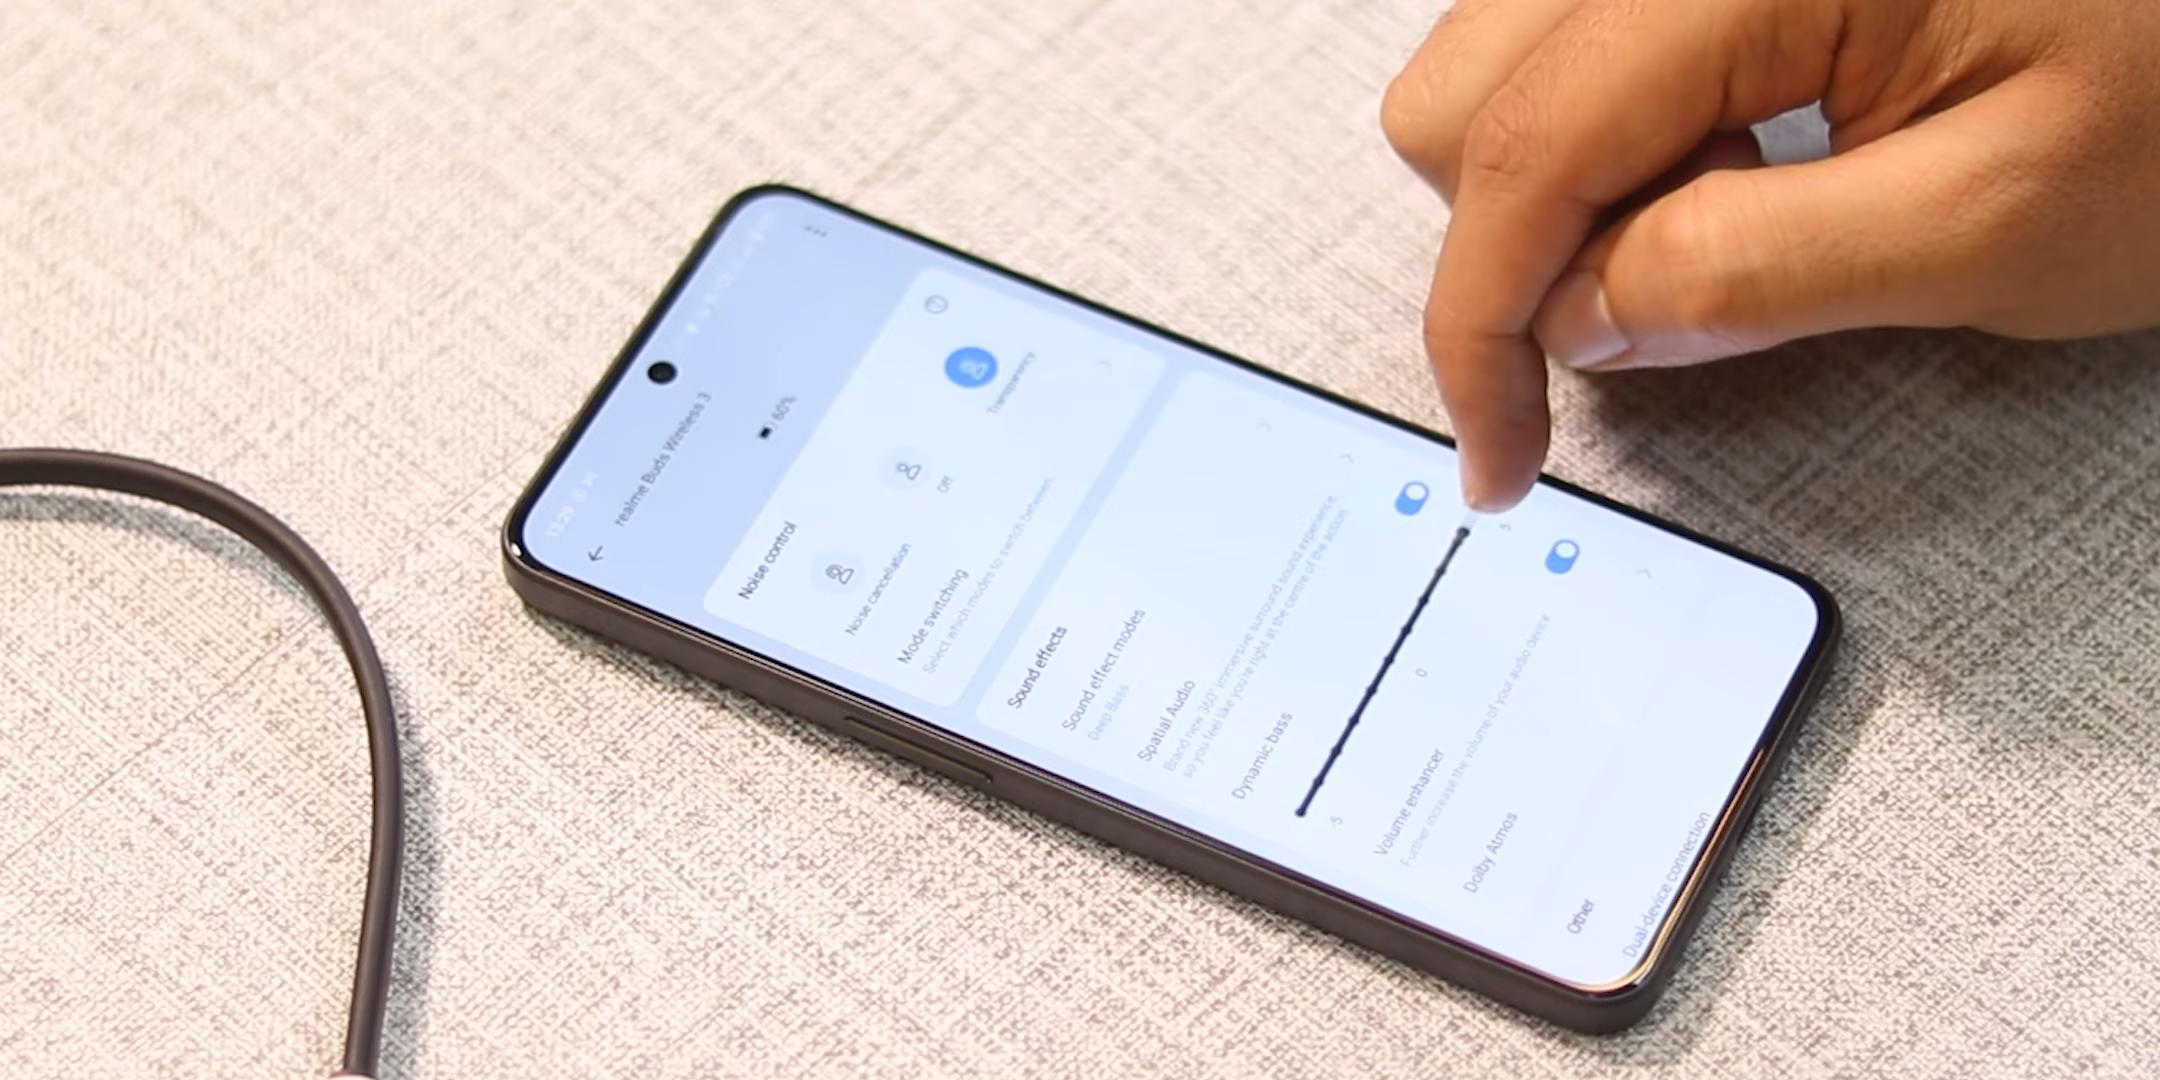 13:29
realme Buds Wireless 3
60%
Noise control
Noise cancellation
Off
Transparency
Mode switching
Select which modes to switch between.
Sound effects
Sound effect modes
Deep Bass
Spatial Audio
Brand new 360° immersive surround sound experience,
so you feel like you're right at the centre of the action.
Dynamic bass
-5
0
5
Volume enhancer
Further increase the volume of your audio device
Dolby Atmos
Other
Dual-device connection